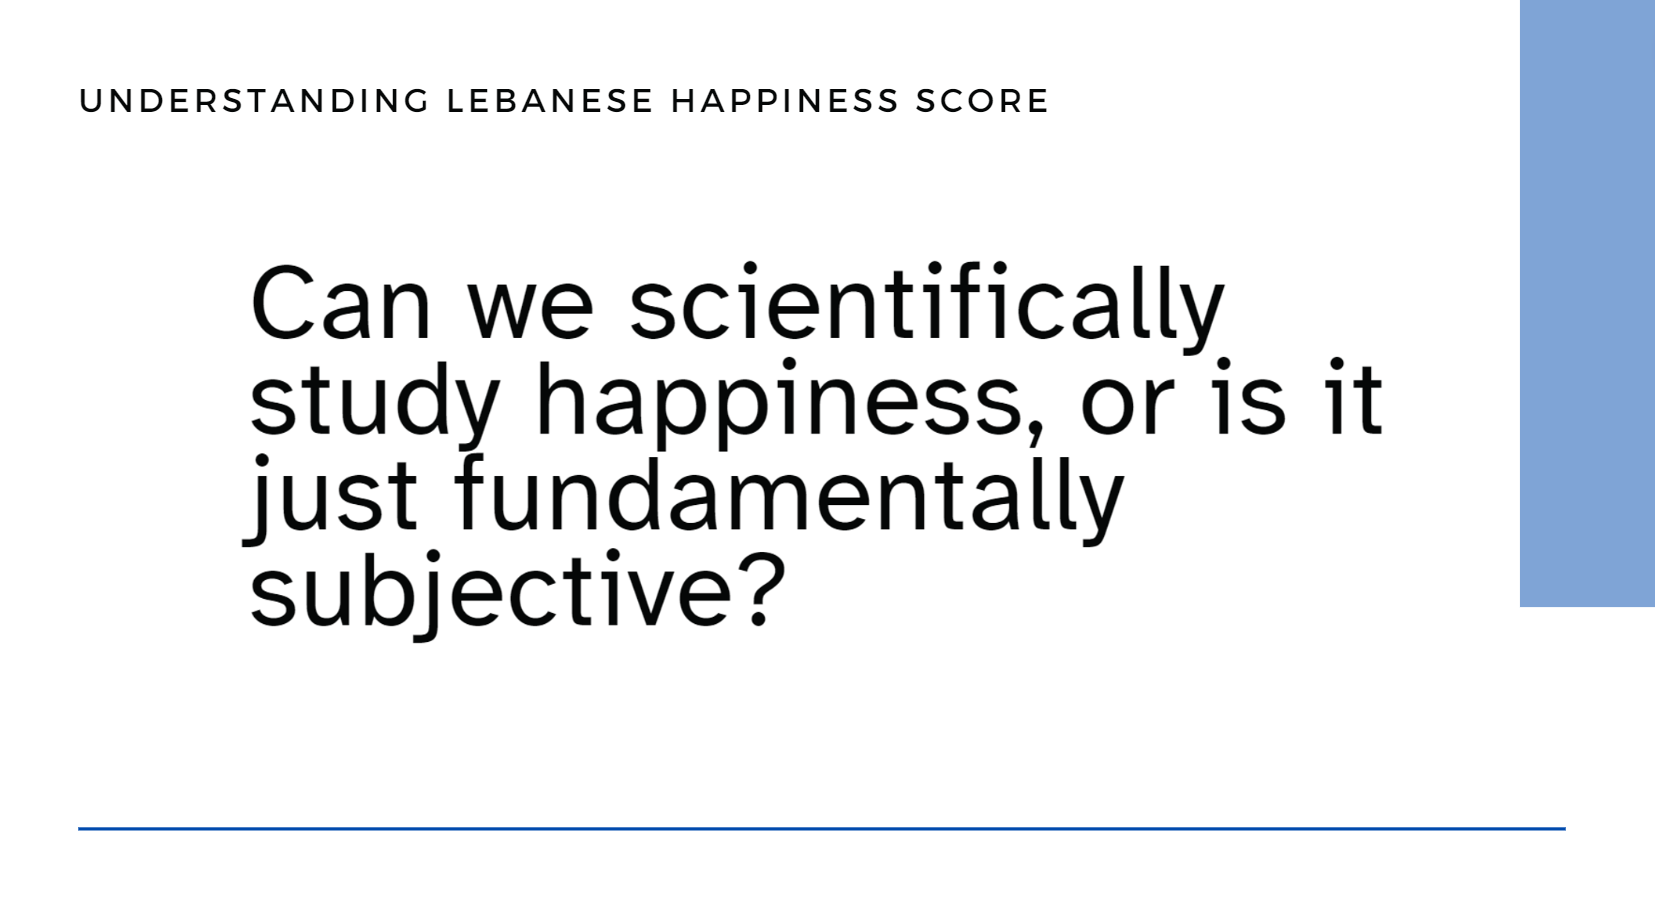 UNDERSTANDING LEBANESE HAPPINESS SCORE
Can we scientifically
study happiness, or is it
just fundamentally
subjective?